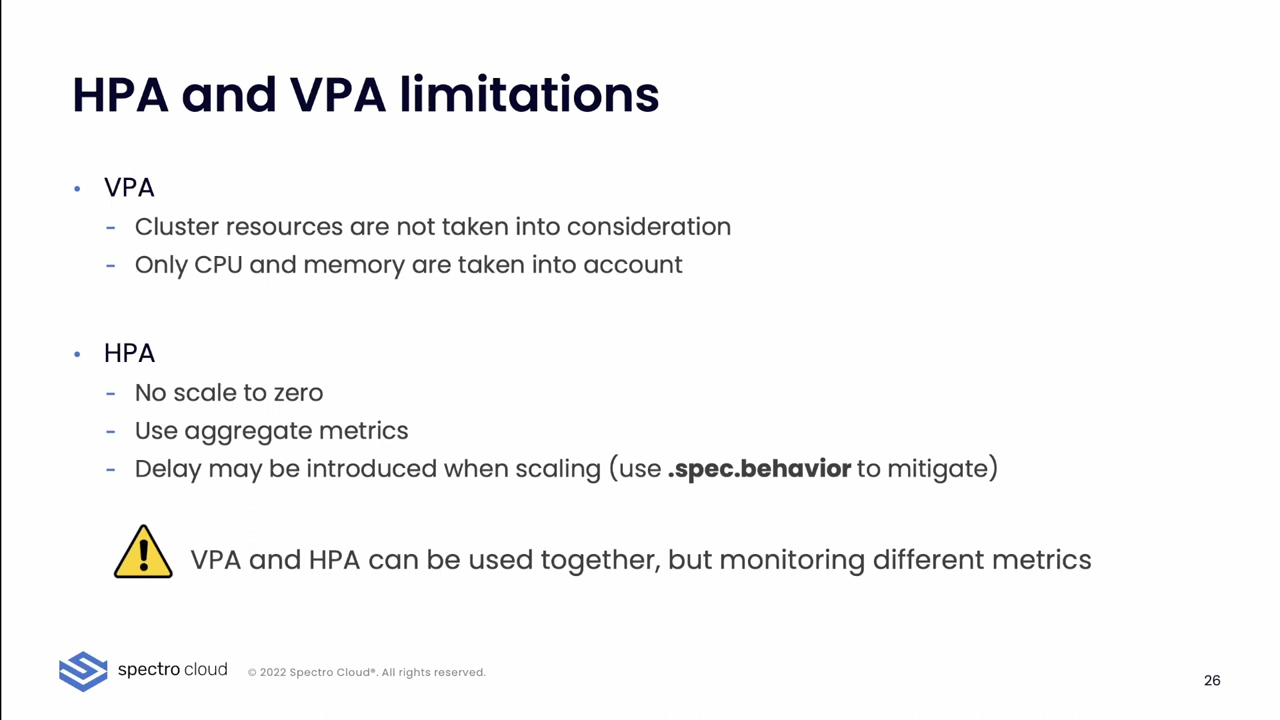 HPA and VPA limitations
• VPA
- Cluster resources are not taken into consideration
- Only CPU and memory are taken into account
• HPA
- No scale to zero
- Use aggregate metrics
- Delay may be introduced when scaling (use .spec.behavior to mitigate)
VPA and HPA can be used together, but monitoring different metrics
spectro cloud © 2022 Spectro Cloud®. All rights reserved.
26